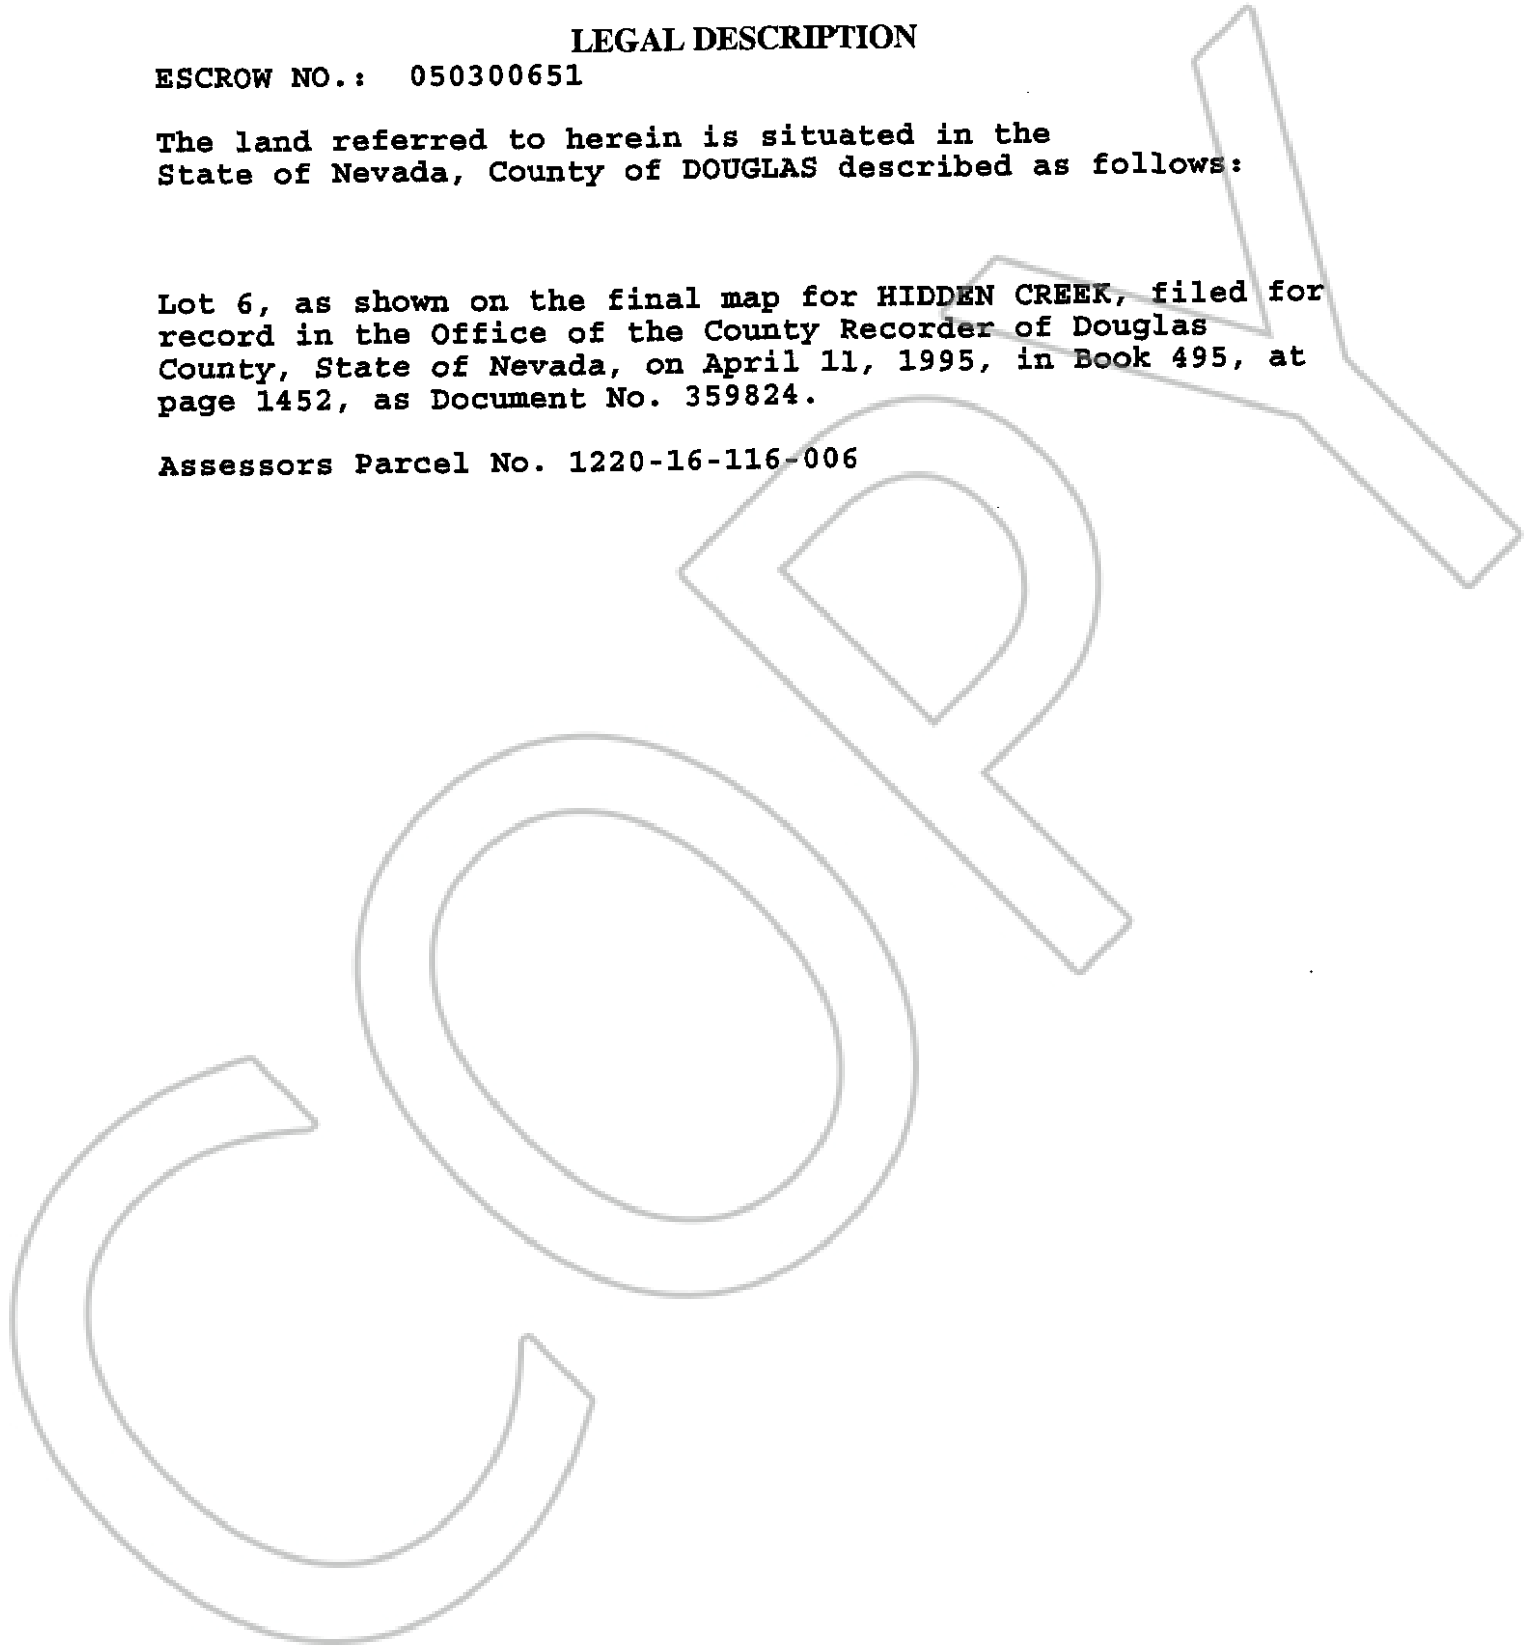 LEGAL DESCRIPTION
ESCROW NO.: 050300651
The land referred to herein is situated in the
State of Nevada, County of DOUGLAS described as follows:
Lot 6, as shown on the final map for HIDDEN CREEK, filed for
record in the Office of the County Recorder of Douglas
County, State of Nevada, on April 11, 1995, in Book 495, at
page 1452, as Document No. 359824.
Assessors Parcel No. 1220-16-116-006
COPY